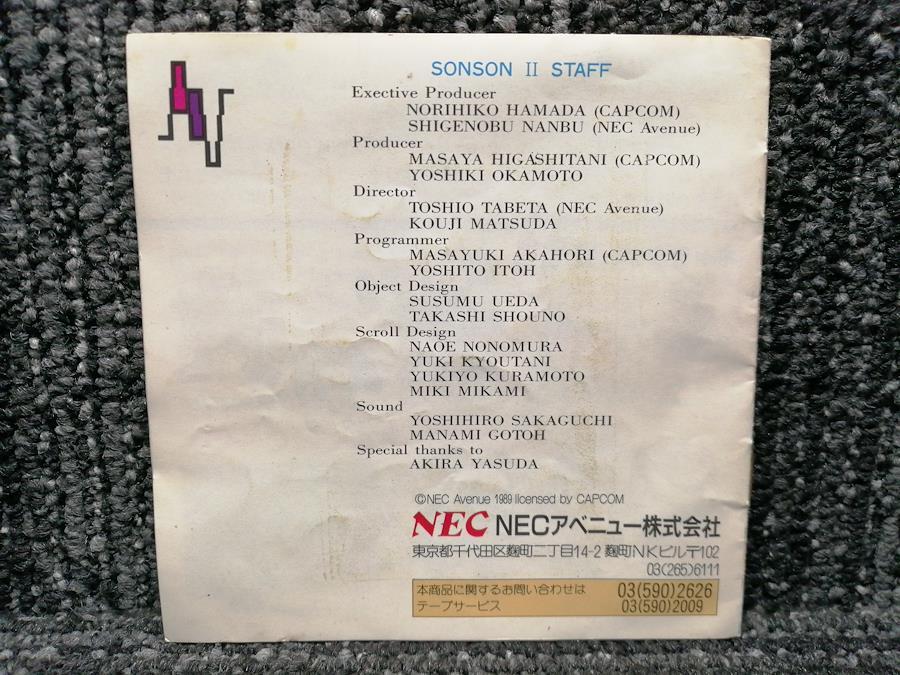 SONSON II STAFF
Exective Producer
NORIHIKO HAMADA (CAPCOM)
SHIGENOBU NANBU (NEC Avenue)
Producer
MASAYA HIGASHITANI (CAPCOM)
YOSHIKI OKAMOTO
Director
TOSHIO TABETA (NEC Avenue)
KOUJI MATSUDA
Programmer
MASAYUKI AKAHORI (CAPCOM)
YOSHITO ITOH
Object Design
SUSUMU UEDA
TAKASHI SHOUNO
Scroll Design
NAOE NONOMURA
YUKI KYOUTANI
YUKIYO KURAMOTO
MIKI MIKAMI
Sound
YOSHIHIRO SAKAGUCHI
MANAMI GOTOH
Special thanks to
AKIRA YASUDA
©NEC Avenue 1989 licensed by CAPCOM
NEC NECアベニュー株式会社
東京都千代田区麹町二丁目14-2 麹町NKビル〒102
03(265)6111
本商品に関するお問い合わせは 03(590)2626
テープサービス 03(590)2009